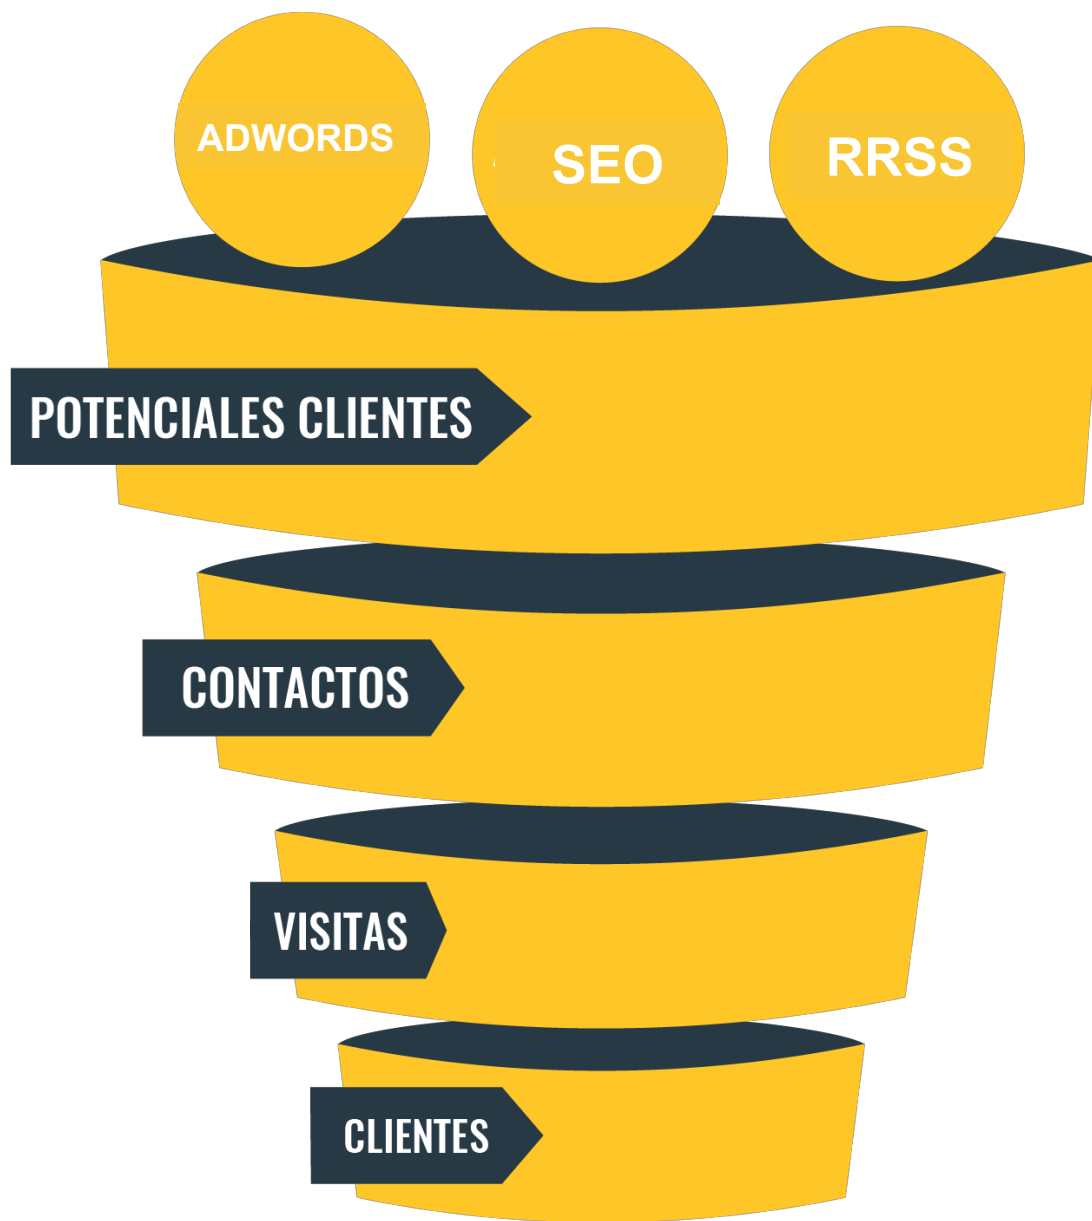 ADWORDS
SEO
RRSS
POTENCIALES CLIENTES
CONTACTOS
VISITAS
CLIENTES